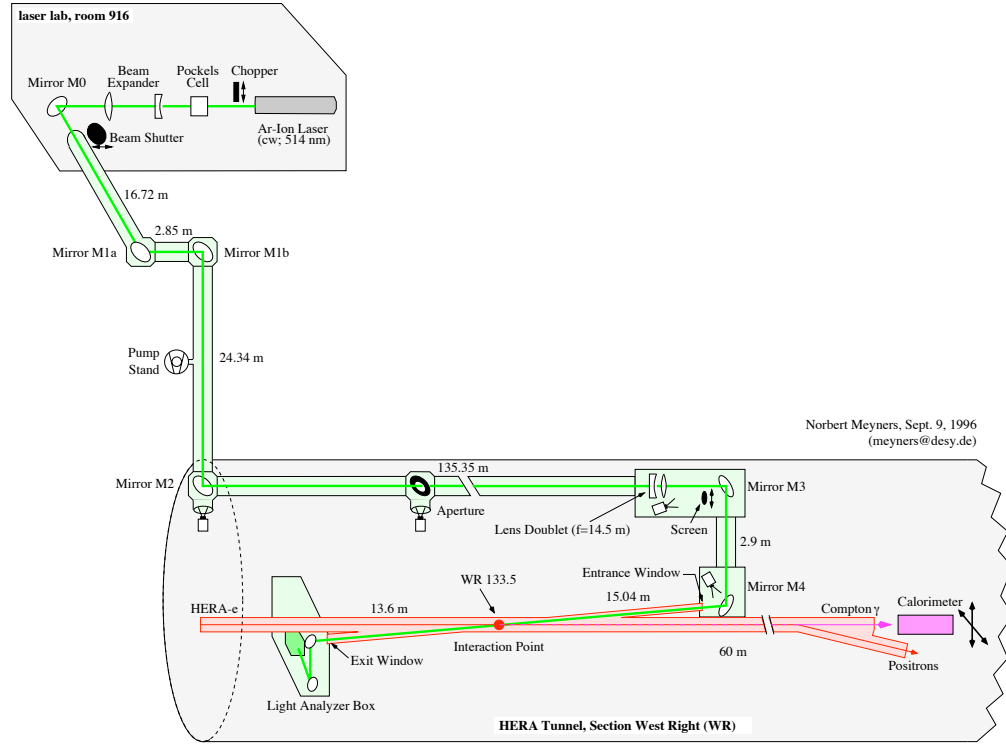 laser lab, room 916
Mirror M0
Beam
Expander
Pockels
Cell
Chopper
Ar-Ion Laser
(cw; 514 nm)
Beam Shutter
16.72 m
2.85 m
Mirror M1a
Mirror M1b
Pump
Stand
24.34 m
Norbert Meyners, Sept. 9, 1996
(meyners@desy.de)
Mirror M2
135.35 m
Aperture
Lens Doublet (f=14.5 m)
Screen
Mirror M3
2.9 m
Entrance Window
Mirror M4
WR 133.5
15.04 m
HERA-e
13.6 m
Compton γ
Calorimeter
Interaction Point
60 m
Positrons
Exit Window
Light Analyzer Box
HERA Tunnel, Section West Right (WR)